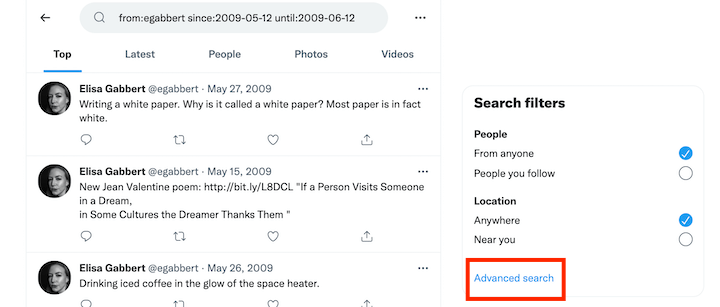 from:egabbert since:2009-05-12 until:2009-06-12
Top
Latest
People
Photos
Videos
Elisa Gabbert @egabbert · May 27, 2009
Writing a white paper. Why is it called a white paper? Most paper is in fact
white.
Elisa Gabbert @egabbert · May 15, 2009
New Jean Valentine poem: http://bit.ly/L8DCL "If a Person Visits Someone
in a Dream,
in Some Cultures the Dreamer Thanks Them "
Elisa Gabbert @egabbert · May 26, 2009
Drinking iced coffee in the glow of the space heater.
Search filters
People
From anyone
People you follow
Location
Anywhere
Near you
Advanced search